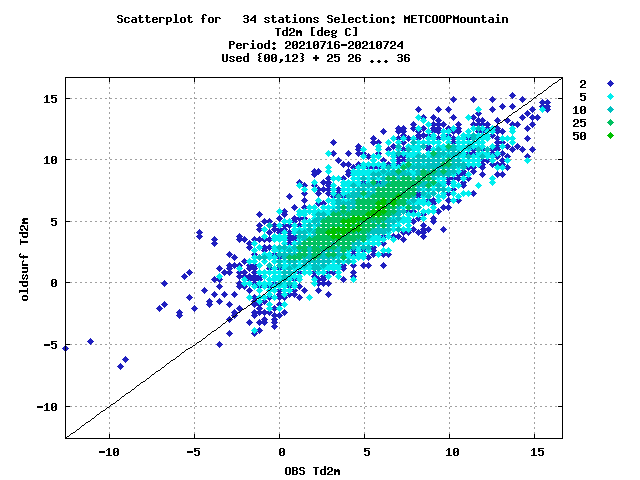 Scatterplot for   34 stations Selection: METCOOPMountain
Td2m [deg C]
Period: 20210716-20210724
Used {00,12} + 25 26 ... 36
2
5
10
25
50
15
10
5
0
-5
-10
oldsurf Td2m
-10 -5 0 5 10 15
OBS Td2m